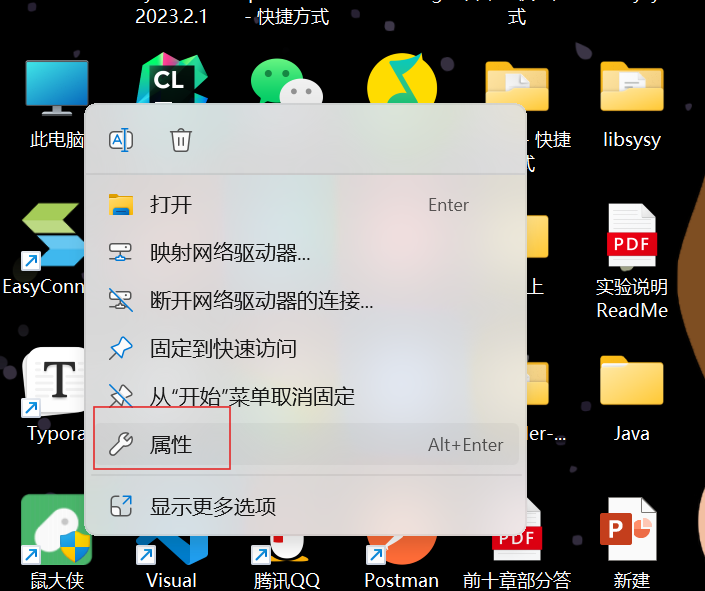 2023.2.1
- 快捷方式
式
CL
此电脑
- 快捷
式
libsysy
打开
Enter
映射网络驱动器...
断开网络驱动器的连接...
EasyConn
上
PDF
实验说明
ReadMe
固定到快速访问
从“开始”菜单取消固定
T
Typora
属性
Alt+Enter
ler-...
Java
显示更多选项
PDF
P
鼠大侠
Visual
腾讯QQ
Postman
前十章部分答
新建